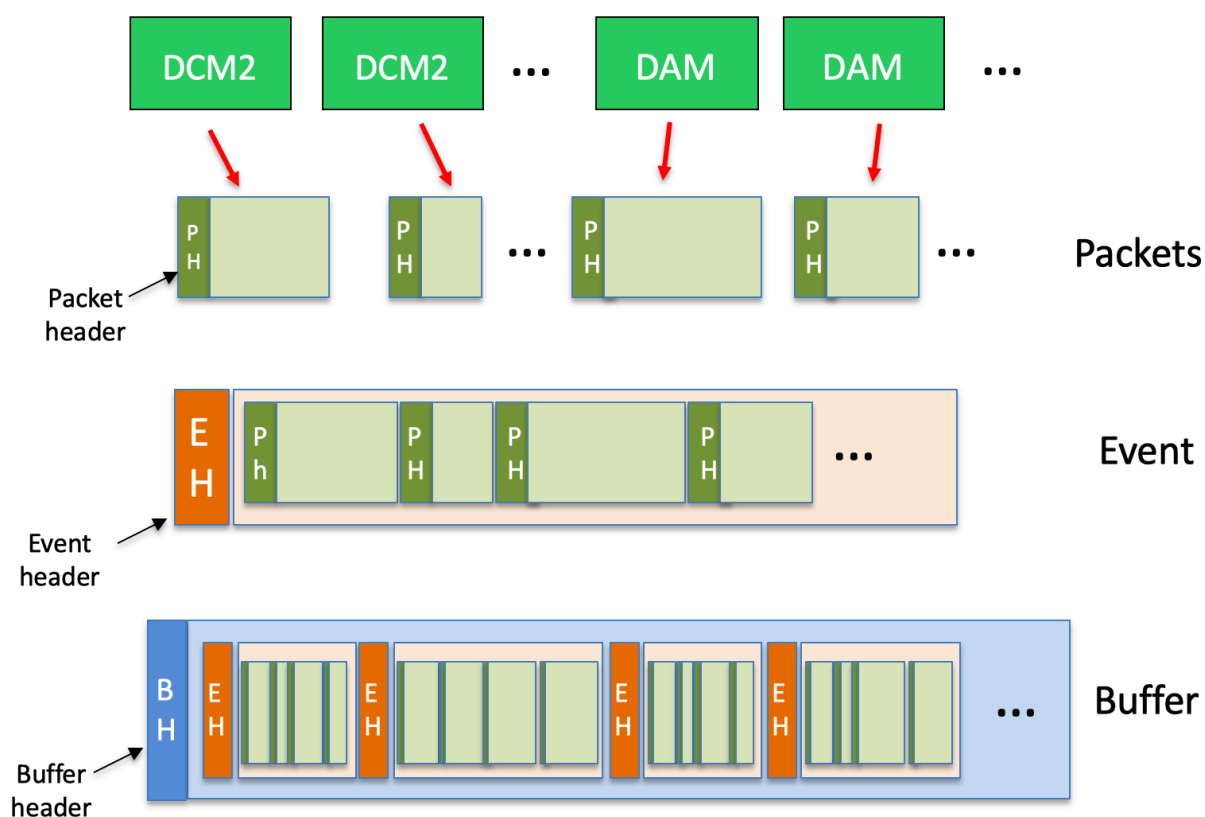 DCM2
DCM2
...
DAM
DAM
...
P
H
P
H
...
P
H
P
H
...
Packets
Packet
header
E
H
P
h
P
H
P
H
P
H
...
Event
Event
header
B
H
E
H
E
H
E
H
E
H
...
Buffer
Buffer
header